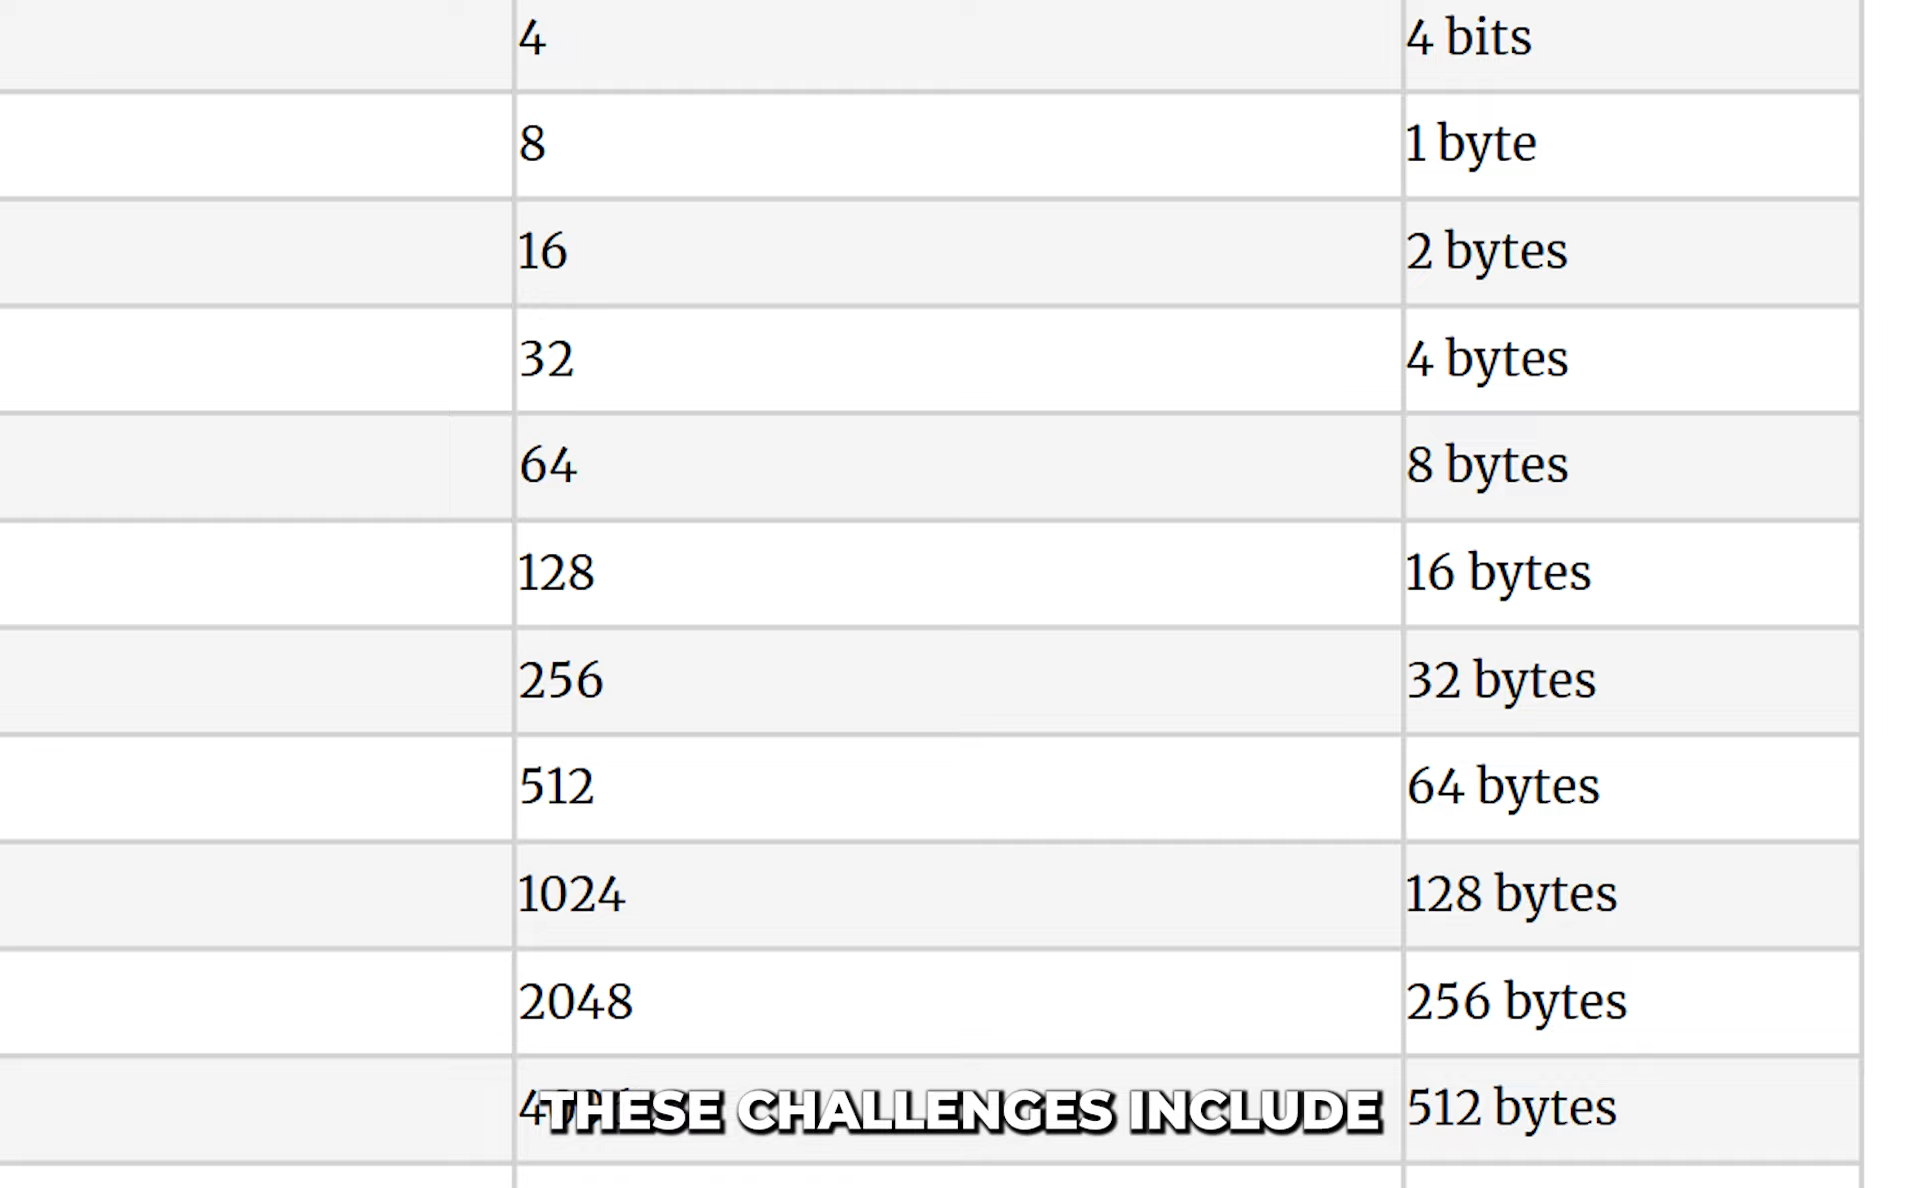 4 4 bits
8 1 byte
16 2 bytes
32 4 bytes
64 8 bytes
128 16 bytes
256 32 bytes
512 64 bytes
1024 128 bytes
2048 256 bytes
512 bytes
THESE CHALLENGES INCLUDE